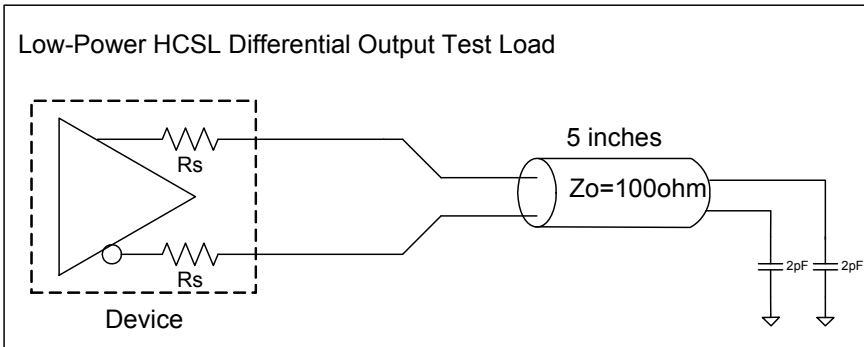 Low-Power HCSL Differential Output Test Load
Rs
Rs
Device
5 inches
Zo=100ohm
2pF
2pF